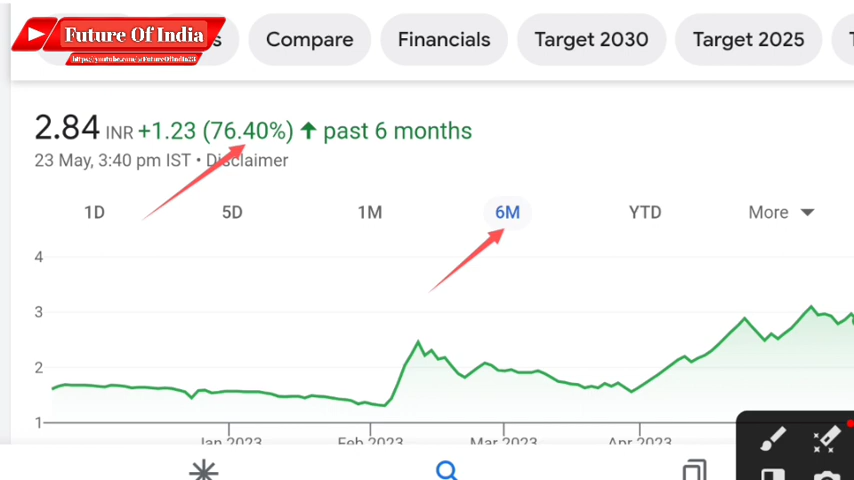 Future Of India
Compare
Financials
Target 2030
Target 2025
2.84 INR +1.23 (76.40%) ↑ past 6 months
23 May, 3:40 pm IST • Disclaimer
1D
5D
1M
6M
YTD
More
4
3
2
1
Jan 2023
Feb 2023
Mar 2023
Apr 2023